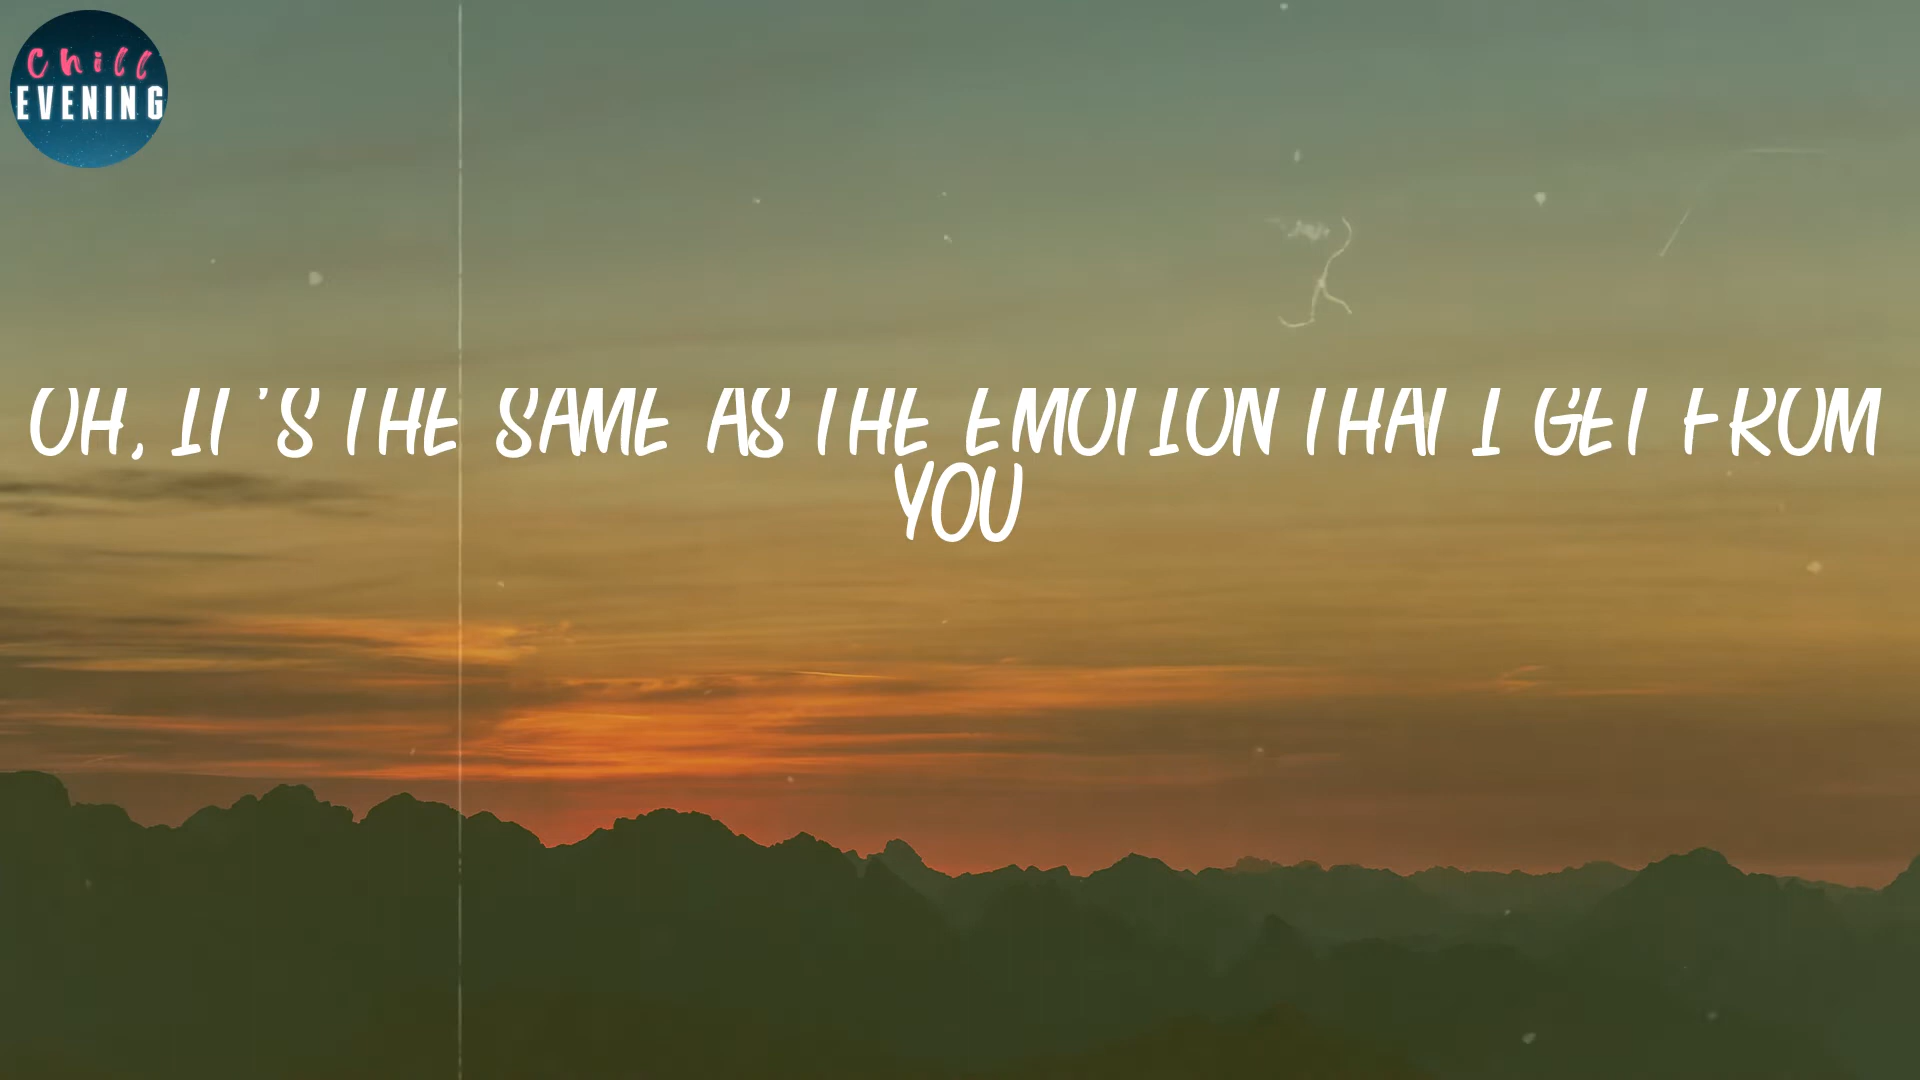 Chill
EVENING
OH, IT'S THE SAME AS THE EMOTION THAT I GET FROM
YOU